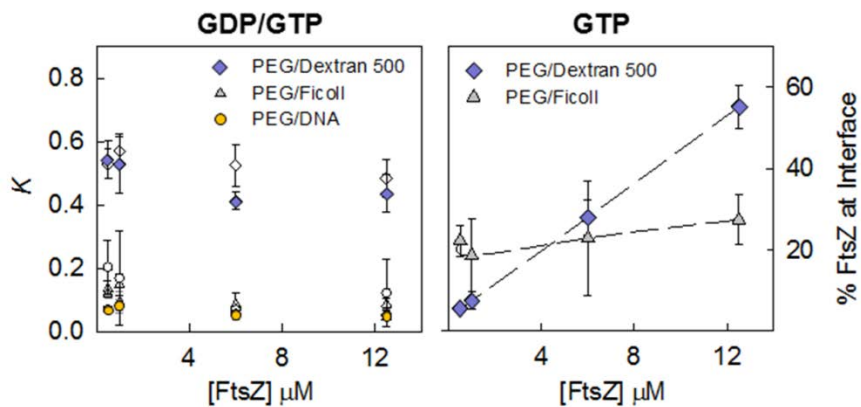 GDP/GTP
GTP
0.8
0.6
0.4
0.2
0.0
K
PEG/Dextran 500
PEG/Ficoll
PEG/DNA
4
8
12
[FtsZ] μM
PEG/Dextran 500
PEG/Ficoll
60
40
20
% FtsZ at Interface
4
8
12
[FtsZ] μM